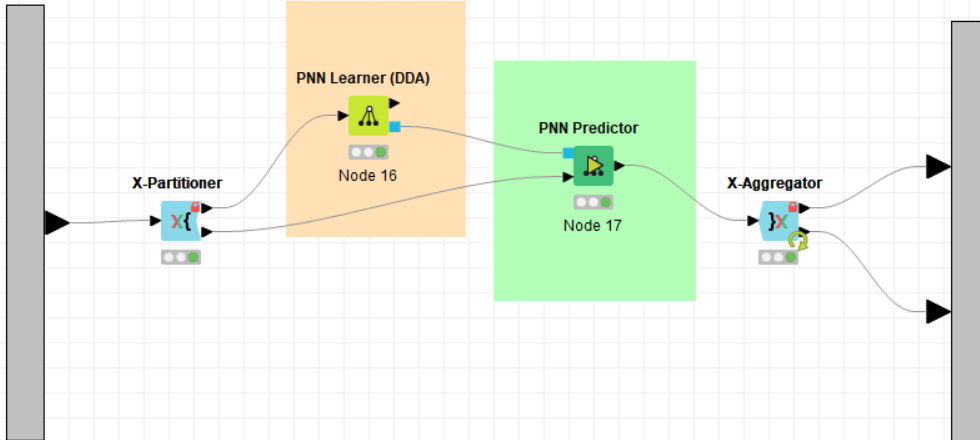 PNN Learner (DDA)
Node 16
PNN Predictor
Node 17
X-Partitioner
X{
X-Aggregator
}X